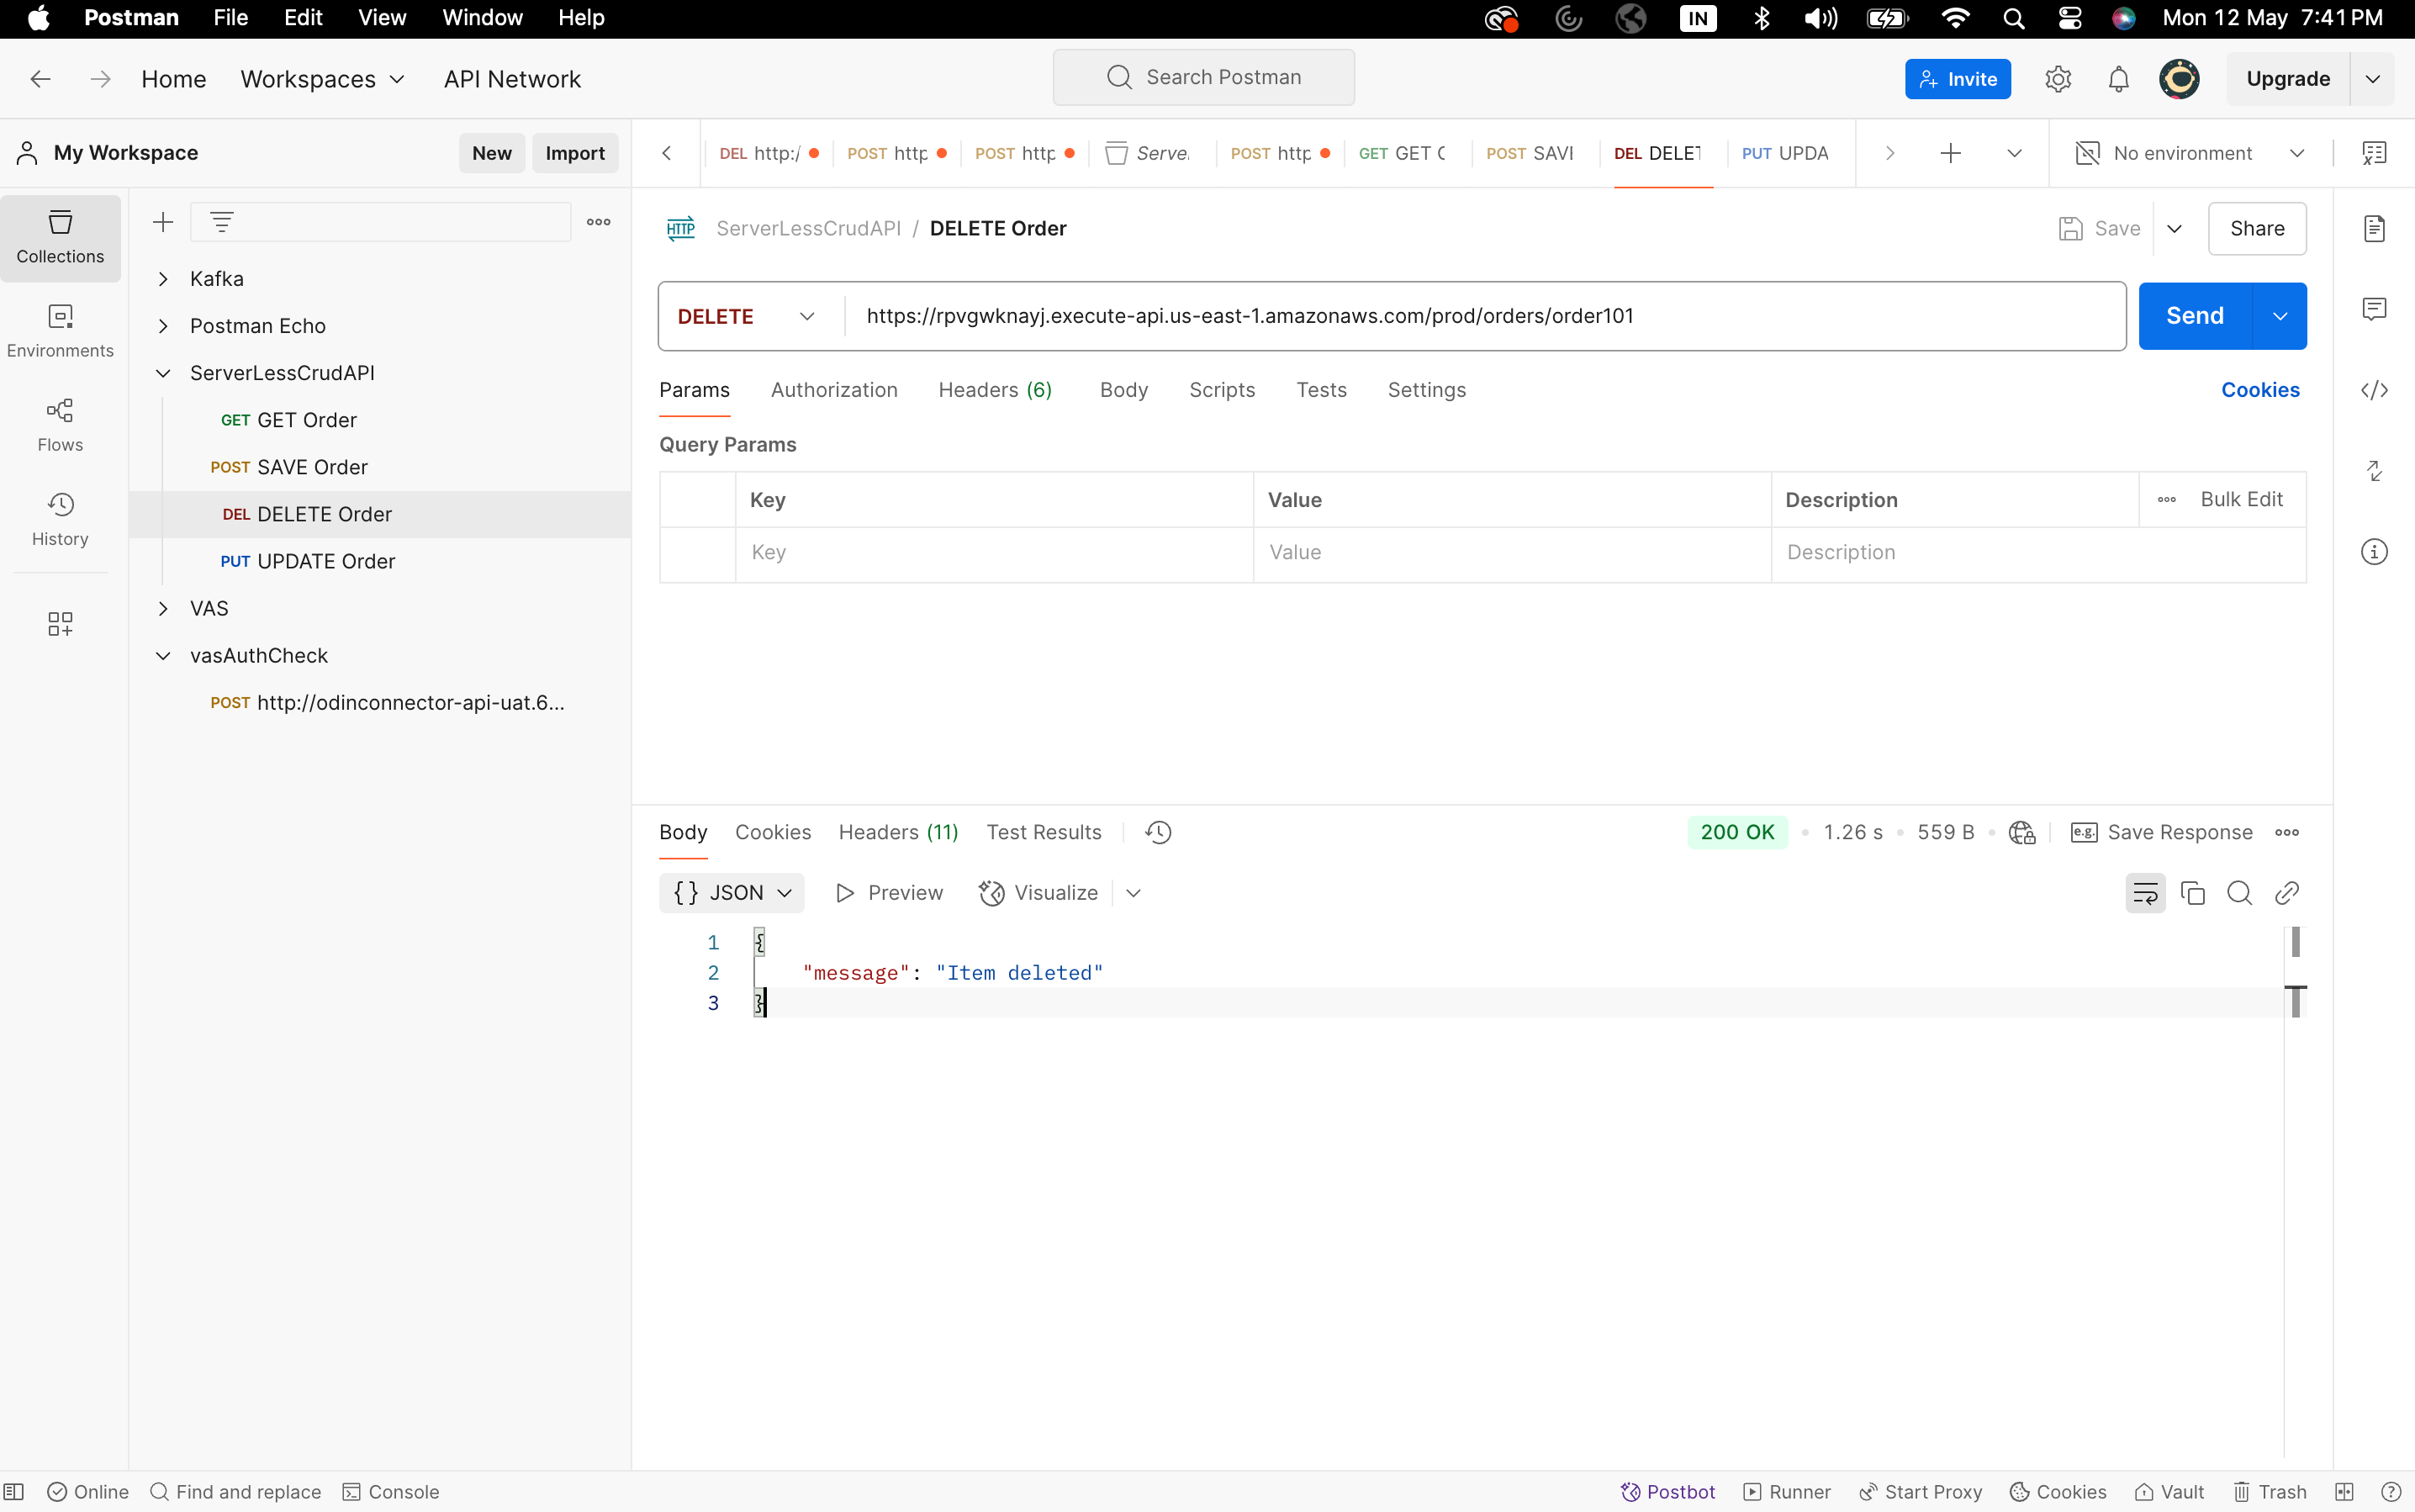 Postman File Edit View Window Help IN Mon 12 May 7:41 PM
Home Workspaces API Network Search Postman Invite Upgrade
My Workspace New Import DEL http:/ POST http POST http Serve POST http GET GET POST SAVI DEL DELE PUT UPDA No environment
Collections
Environments
Flows
History
Kafka
Postman Echo
ServerLessCrudAPI
GET GET Order
POST SAVE Order
DEL DELETE Order
PUT UPDATE Order
VAS
vasAuthCheck
POST http://odinconnector-api-uat.6...
HTTP ServerLessCrudAPI / DELETE Order Save Share
DELETE https://rpvgwknayj.execute-api.us-east-1.amazonaws.com/prod/orders/order101 Send
Params Authorization Headers (6) Body Scripts Tests Settings Cookies
Query Params
Key Value Description Bulk Edit
Key Value Description
Body Cookies Headers (11) Test Results 200 OK 1.26 s 559 B e.g. Save Response
{} JSON Preview Visualize
1 {
2 "message": "Item deleted"
3 }
Online Find and replace Console Postbot Runner Start Proxy Cookies Vault Trash